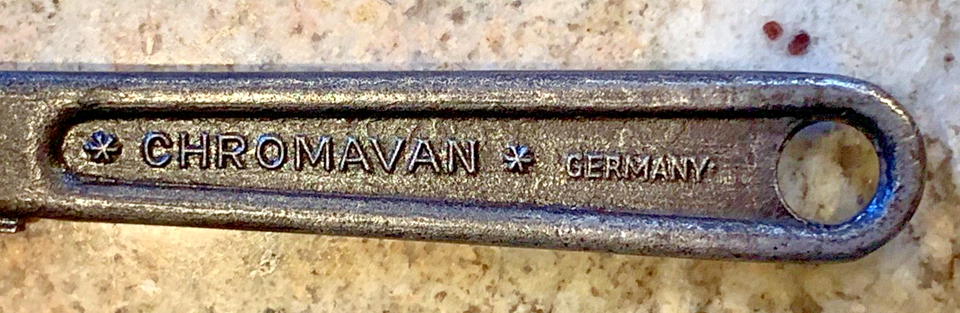 * CHROMAVAN * GERMANY